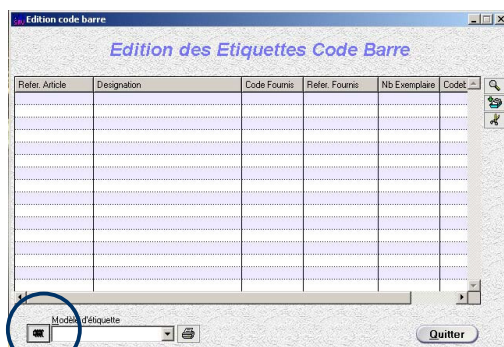 Edition code barre
Edition des Etiquettes Code Barre
Refer. Article Designation Code Fournis Refer. Fournis Nb Exemplaire Codeb
Modèle d'étiquette
Quitter